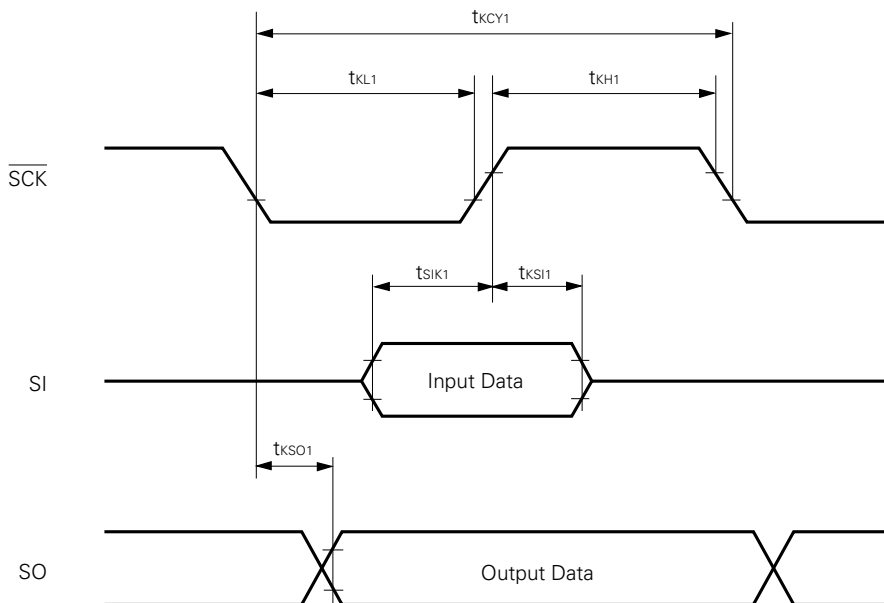 tKCY1
tKL1
tKH1
SCK
tSIK1
tKSI1
SI
Input Data
tKSO1
SO
Output Data